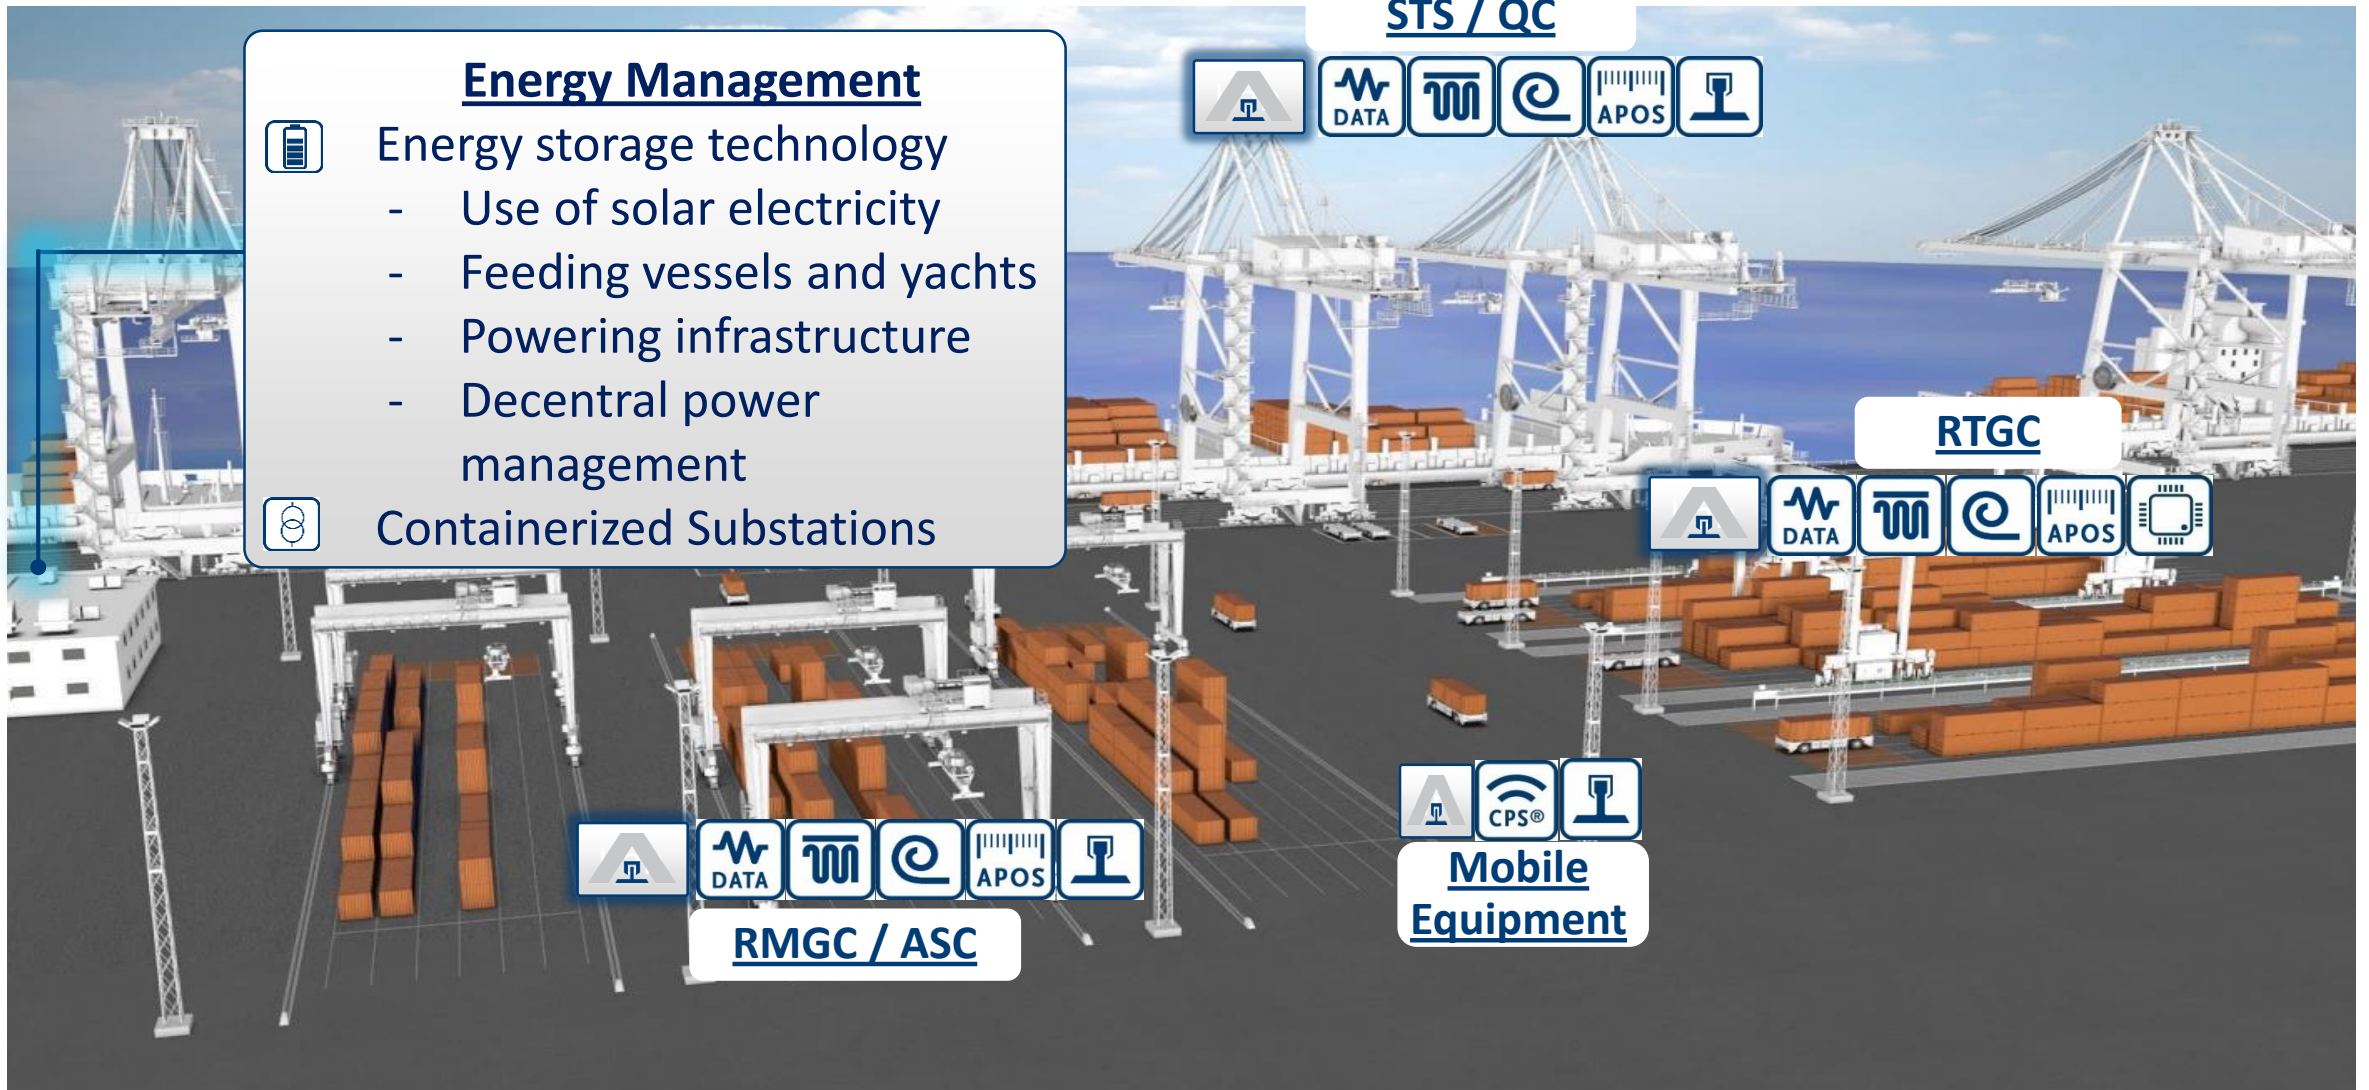 STS / QC
DATA
APOS
Energy Management
Energy storage technology
- Use of solar electricity
- Feeding vessels and yachts
- Powering infrastructure
- Decentral power
management
Containerized Substations
RTGC
DATA
APOS
CPS®
Mobile
Equipment
DATA
APOS
RMGC / ASC